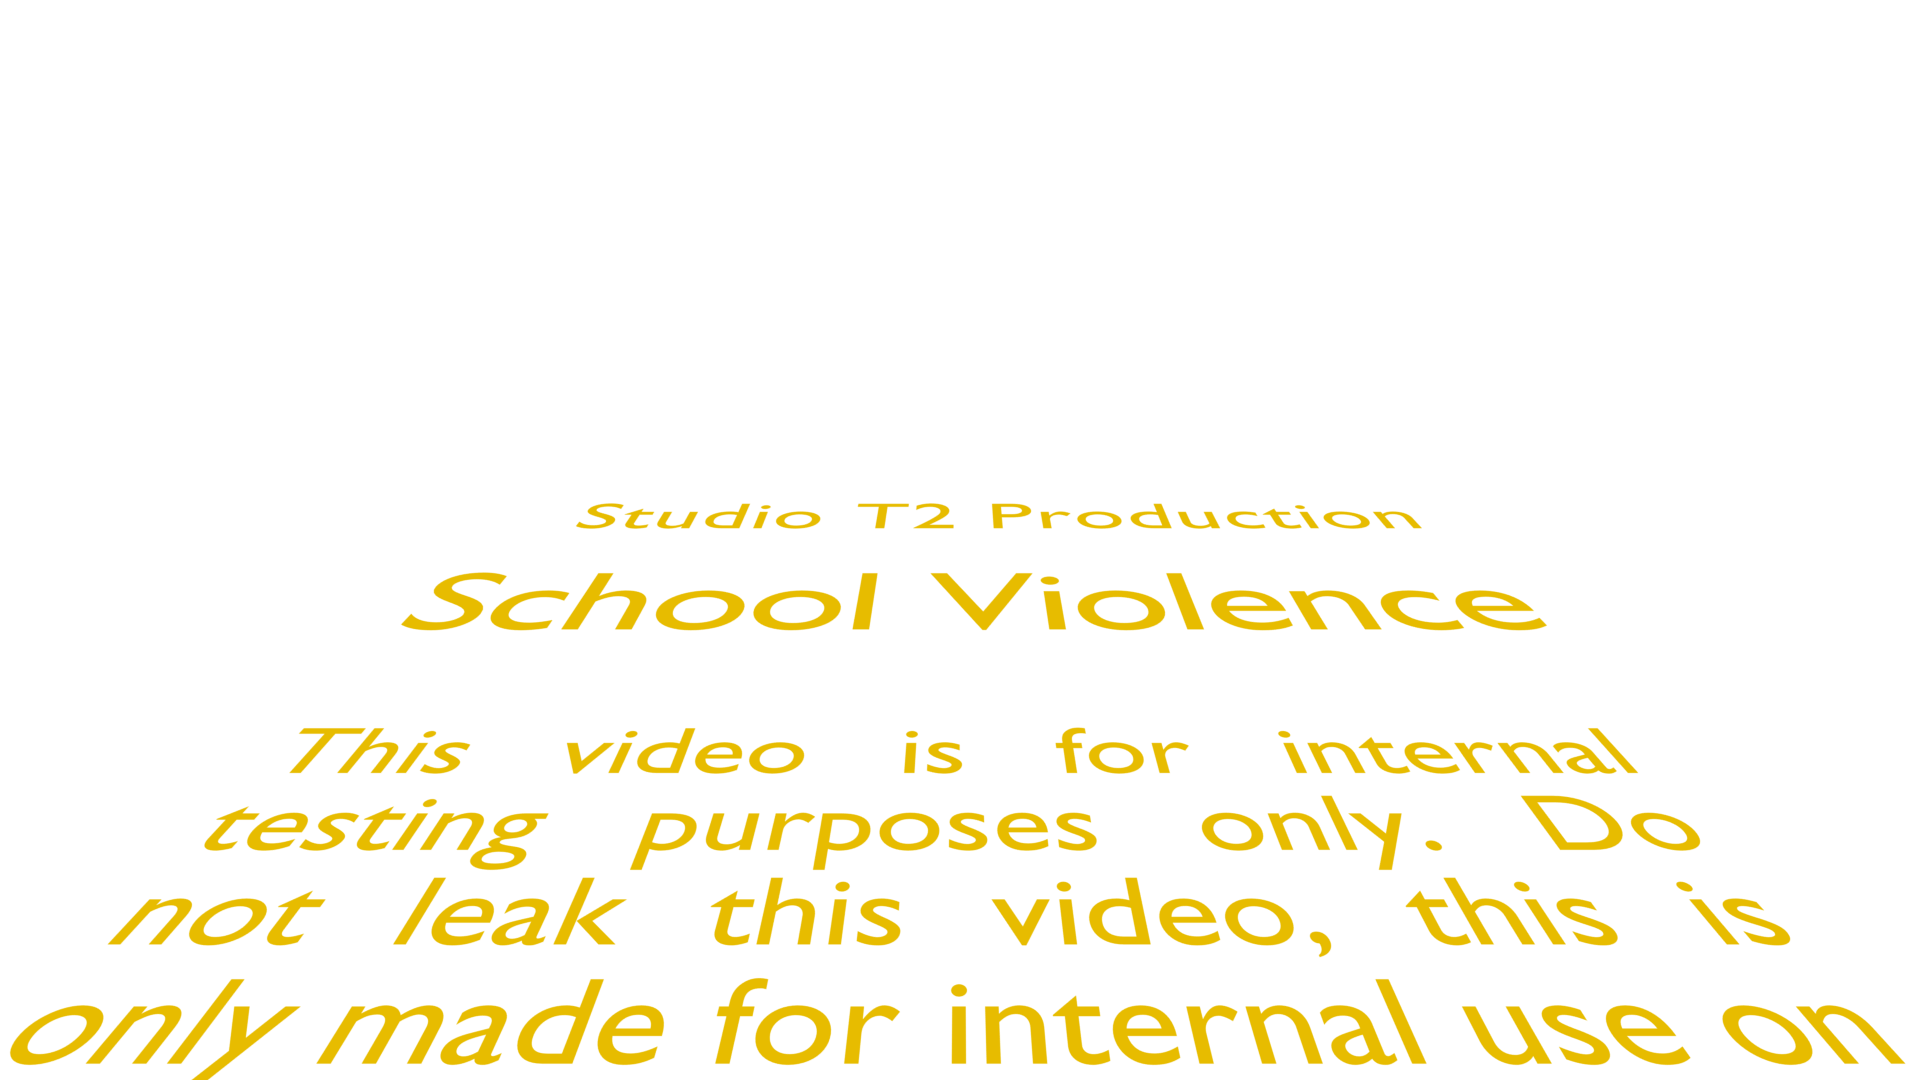 Studio T2 Production
School Violence
This video is for internal
testing purposes only. Do
not leak this video, this is
only made for internal use on